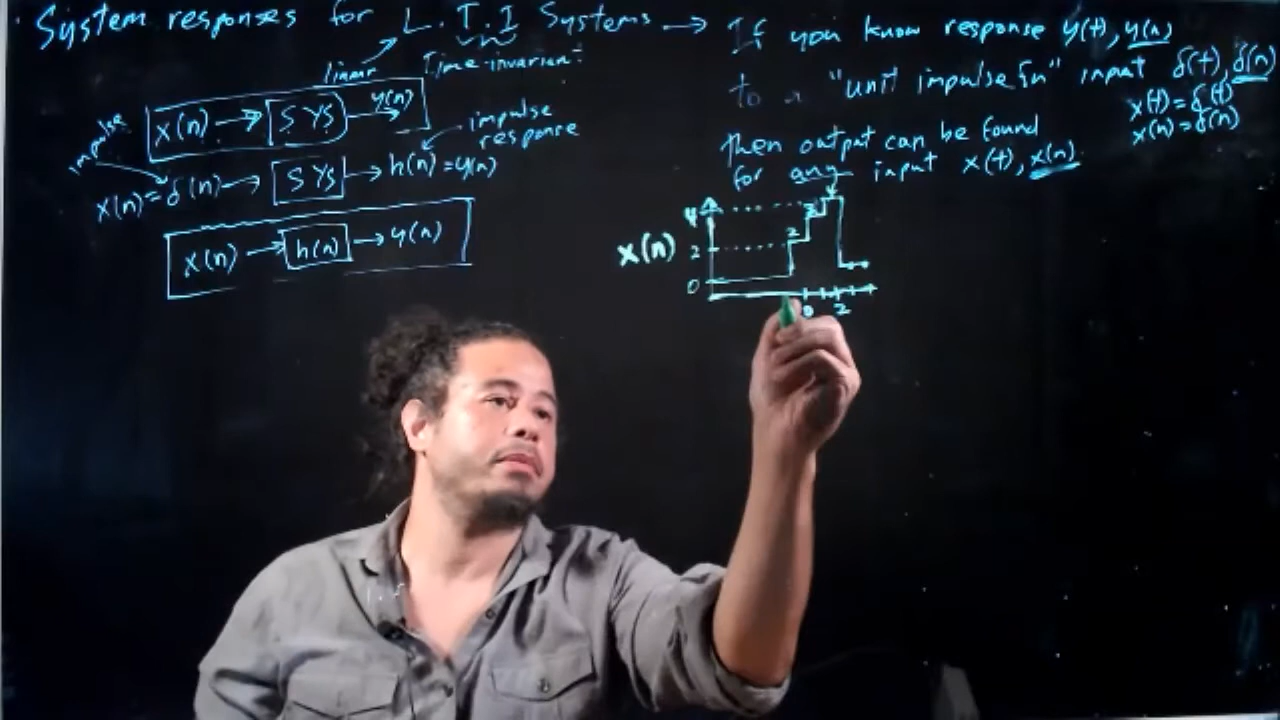 System responses for L.T.I Systems → If you know response y(t), y(n)
linear Time-invariant
to a "unit impulse fn" input δ(t), δ(n)
x(t) = δ(t)
x(n) = δ(n)
then output can be found
for any input x(t), x(n)
x(n) → SYS → y(n)
impulse
impulse response
x(n) = δ(n) → SYS → h(n) = y(n)
x(n) → h(n) → y(n)
x(n)
4
3
2
2
0
0 2